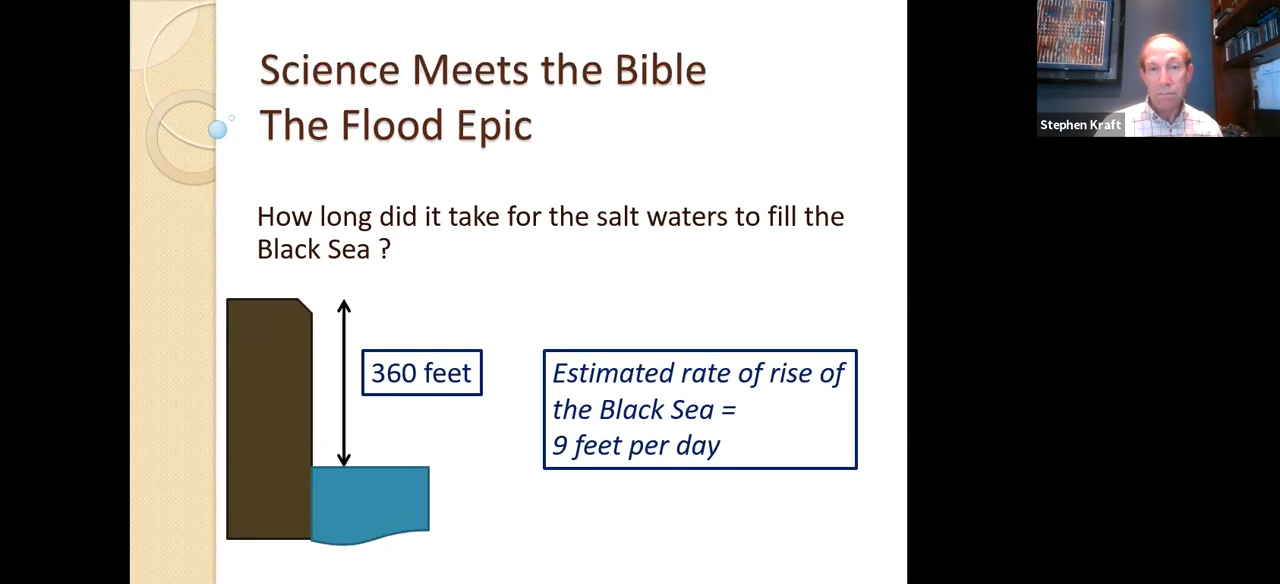 Science Meets the Bible
The Flood Epic
How long did it take for the salt waters to fill the
Black Sea ?
360 feet
Estimated rate of rise of
the Black Sea =
9 feet per day
Stephen Kraft